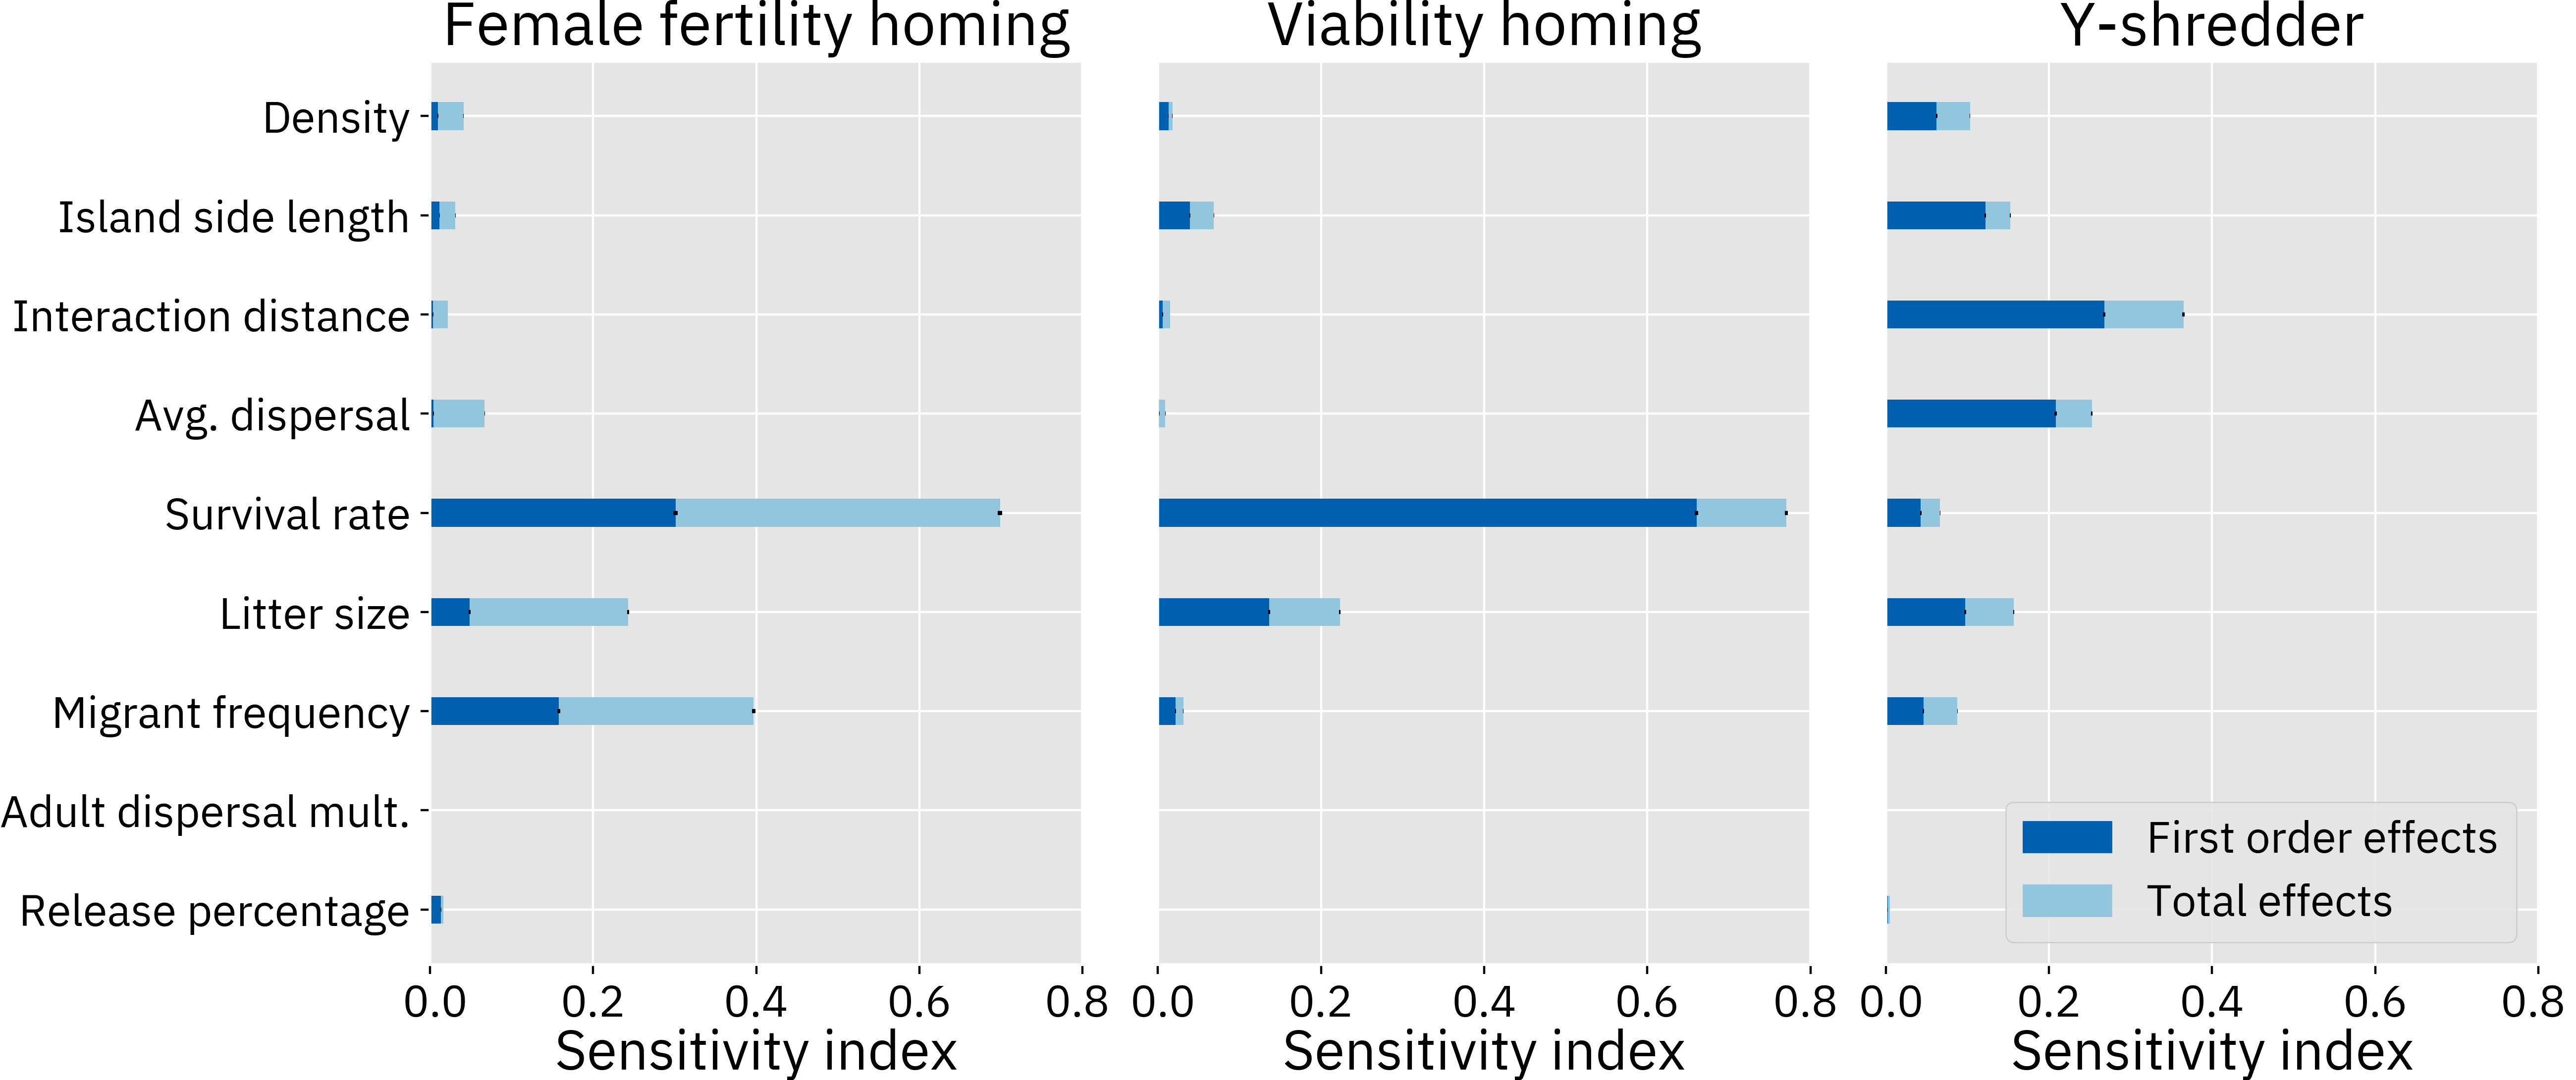 Female fertility homing
Viability homing
Y-shredder
Density
Island side length
Interaction distance
Avg. dispersal
Survival rate
Litter size
Migrant frequency
Adult dispersal mult.
Release percentage
First order effects
Total effects
0.0 0.2 0.4 0.6 0.8
0.0 0.2 0.4 0.6 0.8
0.0 0.2 0.4 0.6 0.8
Sensitivity index
Sensitivity index
Sensitivity index